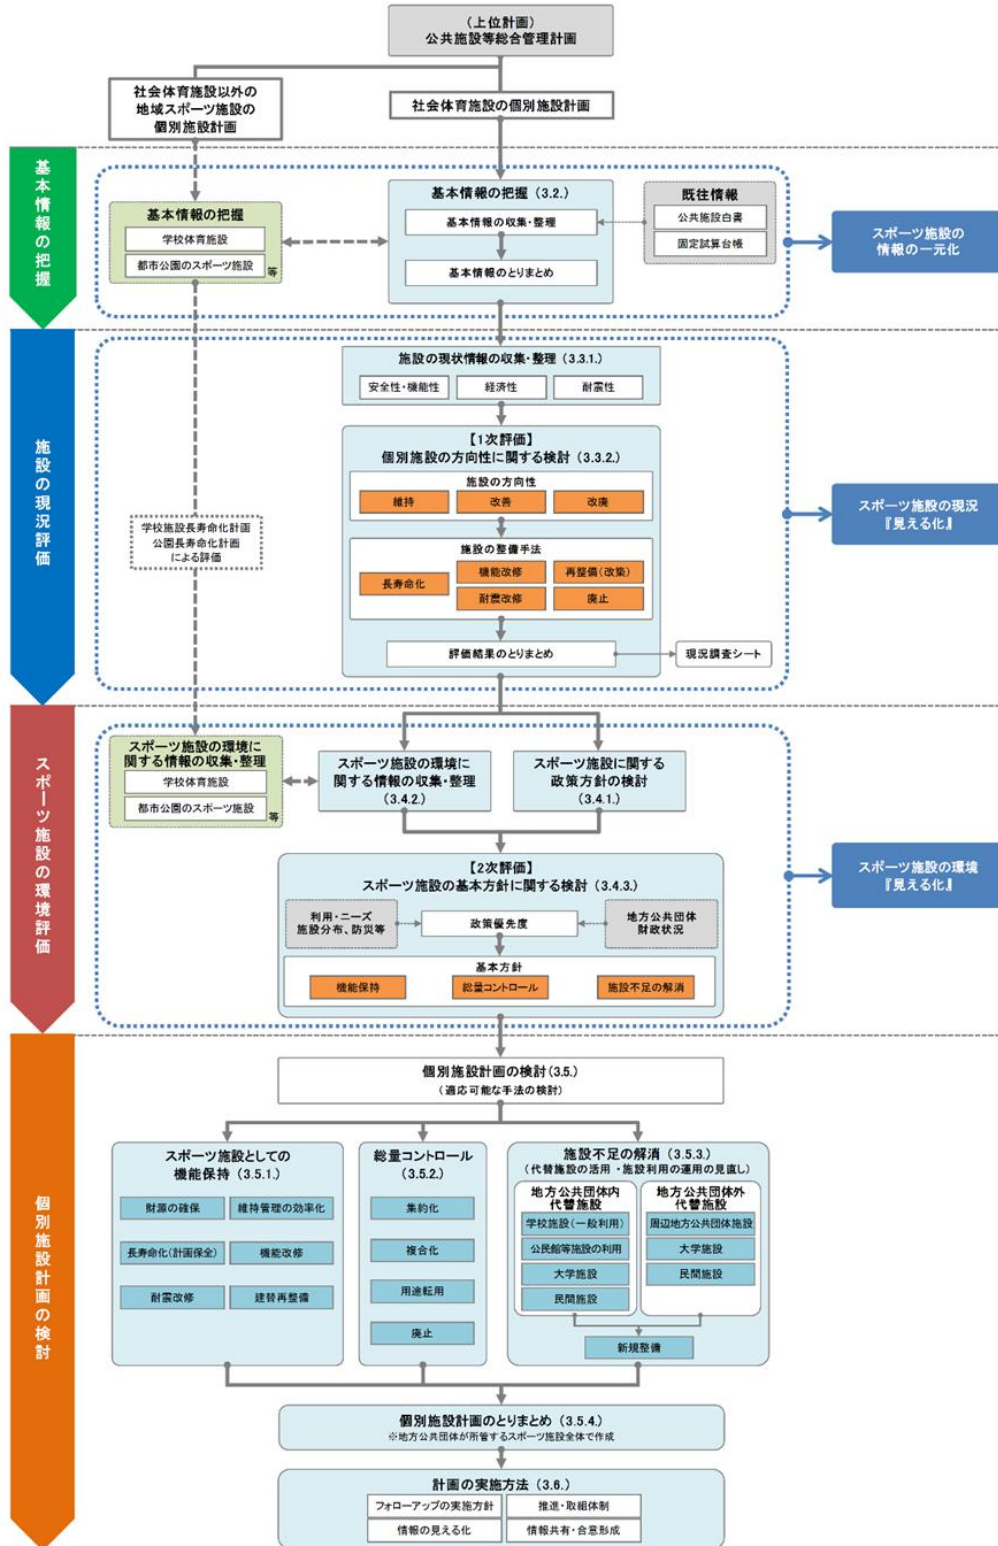 (上位計画)
公共施設等総合管理計画
社会体育施設以外の
地域スポーツ施設の
個別施設計画
社会体育施設の個別施設計画
基本情報の把握
基本情報の把握
学校体育施設
都市公園のスポーツ施設
等
基本情報の把握 (3.2.)
基本情報の収集・整理
基本情報のとりまとめ
既往情報
公共施設白書
固定試算台帳
スポーツ施設の
情報の一元化
施設の現況評価
施設の現状情報の収集・整理 (3.3.1.)
安全性・機能性
経済性
耐震性
【1次評価】
個別施設の方向性に関する検討 (3.3.2.)
施設の方向性
維持
改善
改廃
施設の整備手法
長寿命化
機能改修
再整備(改築)
耐震改修
廃止
評価結果のとりまとめ
現況調査シート
学校施設長寿命化計画
公園長寿命化計画
による評価
スポーツ施設の現況
『見える化』
スポーツ施設の環境評価
スポーツ施設の環境に
関する情報の収集・整理
学校体育施設
都市公園のスポーツ施設
等
スポーツ施設の環境に
関する情報の収集・整理
(3.4.2.)
スポーツ施設に関する
政策方針の検討
(3.4.1.)
【2次評価】
スポーツ施設の基本方針に関する検討 (3.4.3.)
利用・ニーズ
施設分布、防災等
政策優先度
地方公共団体
財政状況
基本方針
機能保持
総量コントロール
施設不足の解消
スポーツ施設の環境
『見える化』
個別施設計画の検討
個別施設計画の検討(3.5.)
(適応可能な手法の検討)
スポーツ施設としての
機能保持 (3.5.1.)
財源の確保
維持管理の効率化
長寿命化(計画保全)
機能改修
耐震改修
建替再整備
総量コントロール
(3.5.2.)
集約化
複合化
用途転用
廃止
施設不足の解消 (3.5.3.)
(代替施設の活用・施設利用の運用の見直し)
地方公共団体内
代替施設
学校施設(一般利用)
公民館等施設の利用
大学施設
民間施設
地方公共団体外
代替施設
周辺地方公共団体施設
大学施設
民間施設
新規整備
個別施設計画のとりまとめ (3.5.4.)
※地方公共団体が所管するスポーツ施設全体で作成
計画の実施方法 (3.6.)
フォローアップの実施方針
推進・取組体制
情報の見える化
情報共有・合意形成